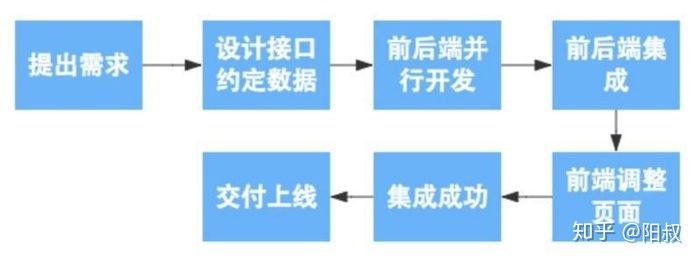 提出需求
设计接口
约定数据
前后端并
行开发
前后端集
成
前端调整
页面
集成成功
交付上线
知乎 @阳叔